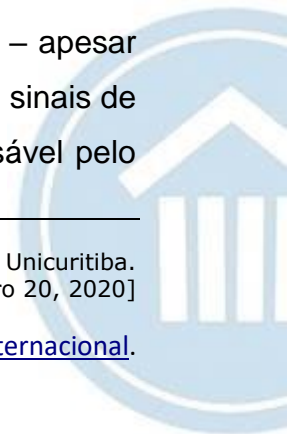 – apesar
sinais de
sável pelo
Unicuritiba.
ro 20, 2020]
ternacional.